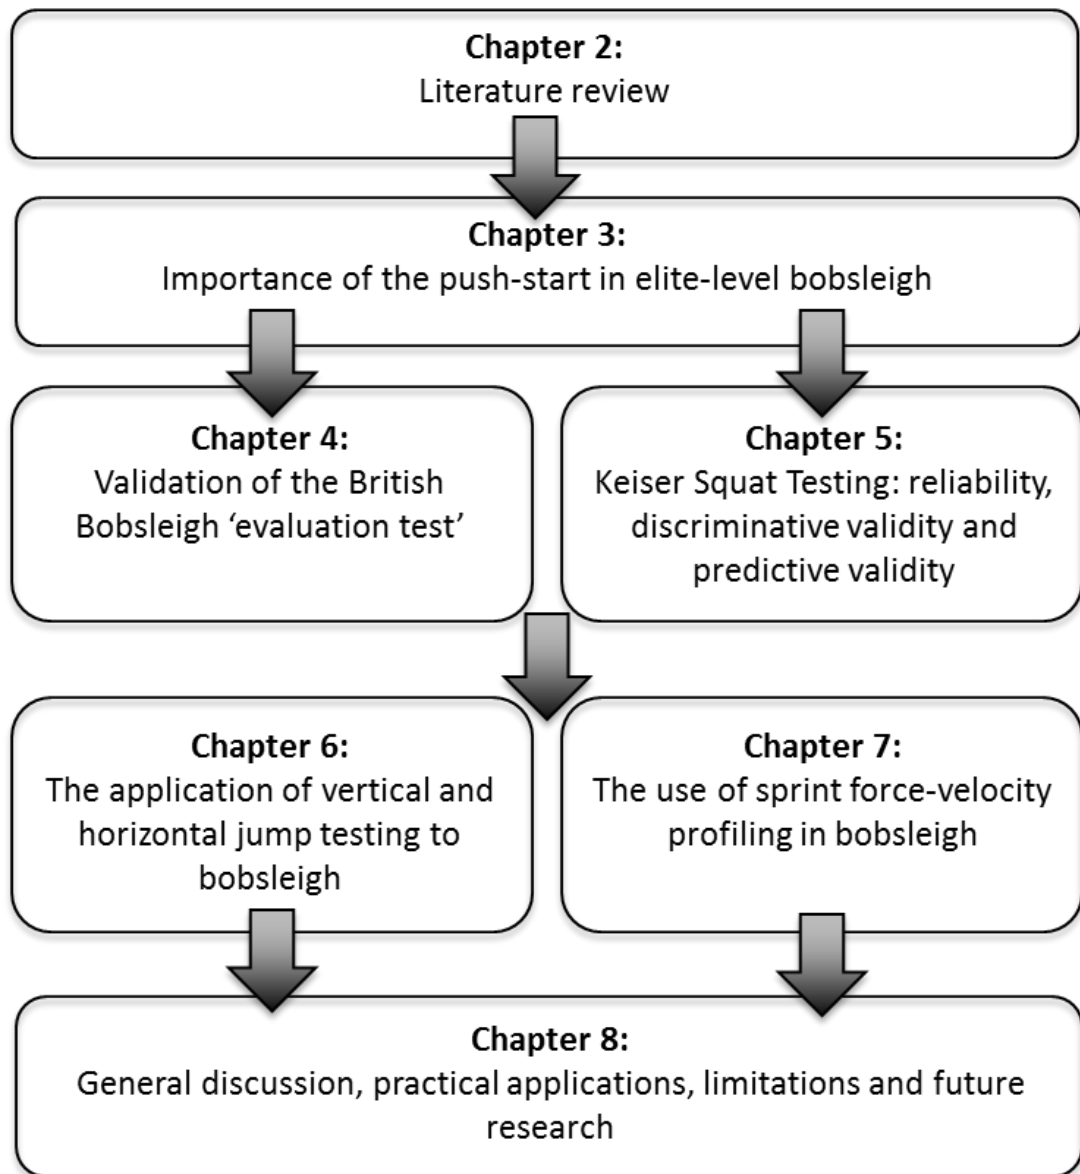 Chapter 2:
Literature review
Chapter 3:
Importance of the push-start in elite-level bobsleigh
Chapter 4:
Validation of the British
Bobsleigh ‘evaluation test’
Chapter 5:
Keiser Squat Testing: reliability,
discriminative validity and
predictive validity
Chapter 6:
The application of vertical and
horizontal jump testing to
bobsleigh
Chapter 7:
The use of sprint force-velocity
profiling in bobsleigh
Chapter 8:
General discussion, practical applications, limitations and future
research